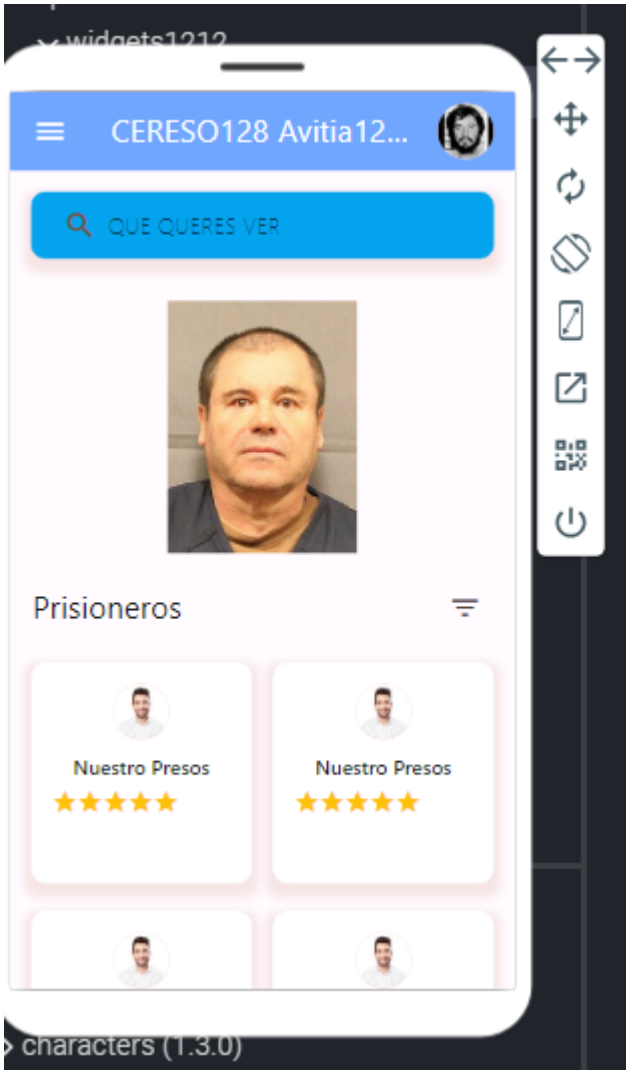 widgets1212
CERESO128 Avitia12...
QUE QUERES VER
Prisioneros
Nuestro Presos
Nuestro Presos
characters (1.3.0)